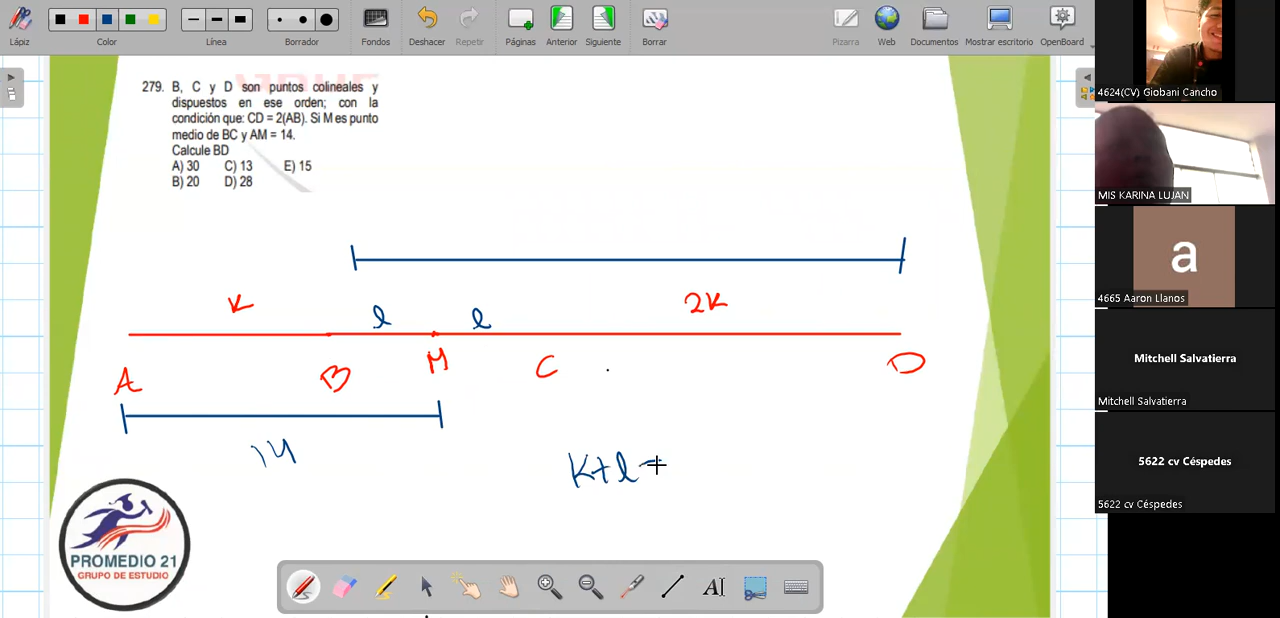 Lápiz Color Línea Borrador Fondos Deshacer Repetir Páginas Anterior Siguiente Borrar Pizarra Web Documentos Mostrar escritorio OpenBoard
279. B, C y D son puntos colineales y
dispuestos en ese orden; con la
condición que: CD = 2(AB). Si M es punto
medio de BC y AM = 14.
Calcule BD
A) 30 C) 13 E) 15
B) 20 D) 28
K l l 2K
A B M C D
14
K+l=
PROMEDIO 21
GRUPO DE ESTUDIO
4624(CV) Giobani Cancho
MIS KARINA LUJAN
a
4665 Aaron Llanos
Mitchell Salvatierra
Mitchell Salvatierra
5622 cv Céspedes
5622 cv Céspedes